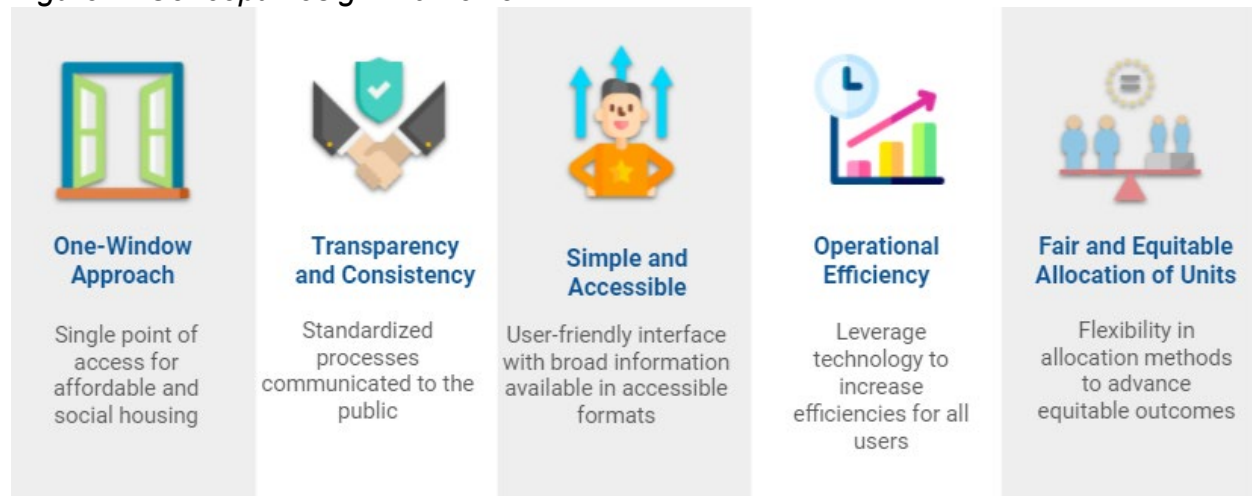 One-Window
Approach
Single point of
access for
affordable and
social housing
Transparency
and Consistency
Standardized
processes
communicated to the
public
Simple and
Accessible
User-friendly interface
with broad information
available in accessible
formats
Operational
Efficiency
Leverage
technology to
increase
efficiencies for all
users
Fair and Equitable
Allocation of Units
Flexibility in
allocation methods
to advance
equitable outcomes